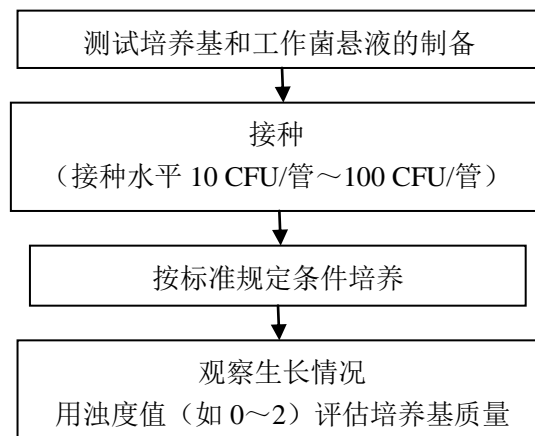 测试培养基和工作菌悬液的制备
接种
（接种水平 10 CFU/管～100 CFU/管）
按标准规定条件培养
观察生长情况
用浊度值（如 0～2）评估培养基质量